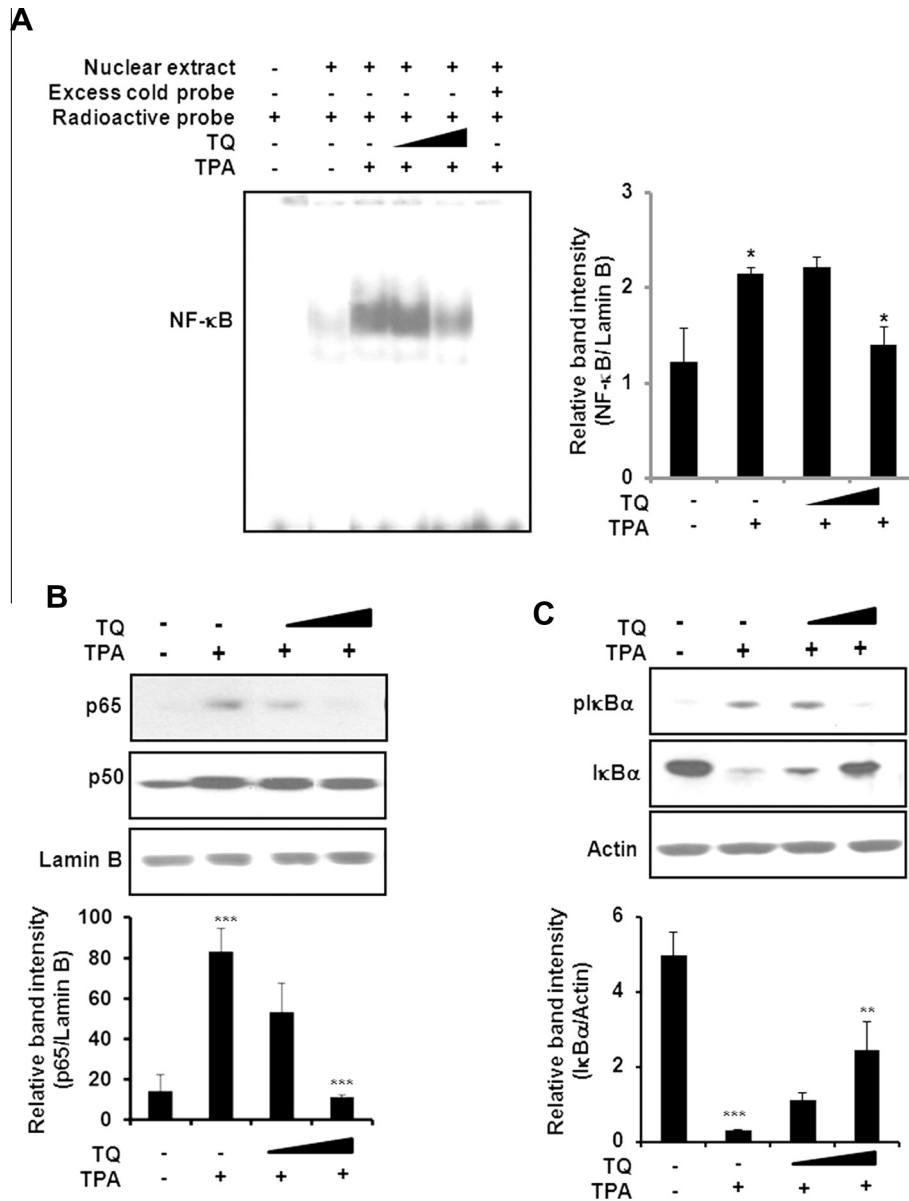 A
Nuclear extract - + + + + +
Excess cold probe +
Radioactive probe + + + + + +
TQ - - - -
TPA - - + + + +
NF-κB
Relative band intensity
(NF-κB/Lamin B)
3
2
1
0
* *
TQ - -
TPA - + + +
B
TQ - -
TPA - + + +
p65
p50
Lamin B
Relative band intensity
(p65/Lamin B)
100
80
60
40
20
0
*** ***
TQ - -
TPA - + + +
C
TQ - -
TPA - + + +
pIκBα
IκBα
Actin
Relative band intensity
(IκBα/Actin)
6
4
2
0
*** **
TQ - -
TPA - + + +